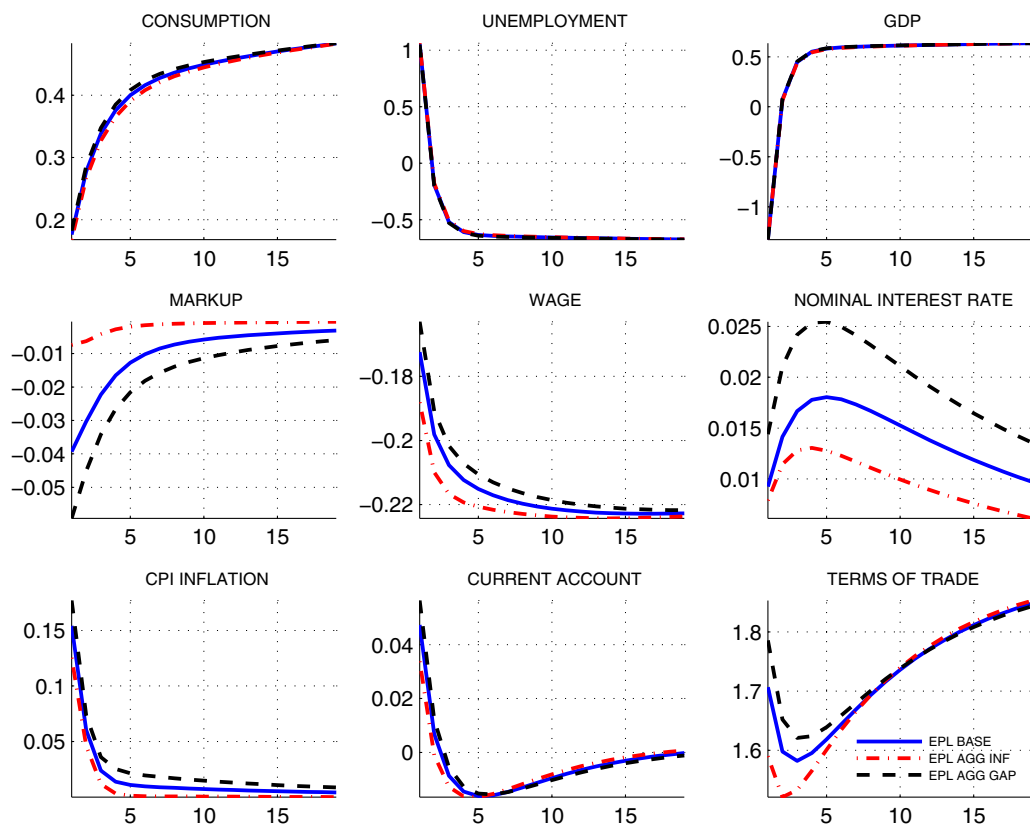 CONSUMPTION
0.4
0.3
0.2
5 10 15
UNEMPLOYMENT
1
0.5
0
−0.5
5 10 15
GDP
0.5
0
−0.5
−1
5 10 15
MARKUP
−0.01
−0.02
−0.03
−0.04
−0.05
5 10 15
WAGE
−0.18
−0.2
−0.22
5 10 15
NOMINAL INTEREST RATE
0.025
0.02
0.015
0.01
5 10 15
CPI INFLATION
0.15
0.1
0.05
5 10 15
CURRENT ACCOUNT
0.04
0.02
0
5 10 15
TERMS OF TRADE
1.8
1.7
1.6
EPL BASE
EPL AGG INF
EPL AGG GAP
5 10 15